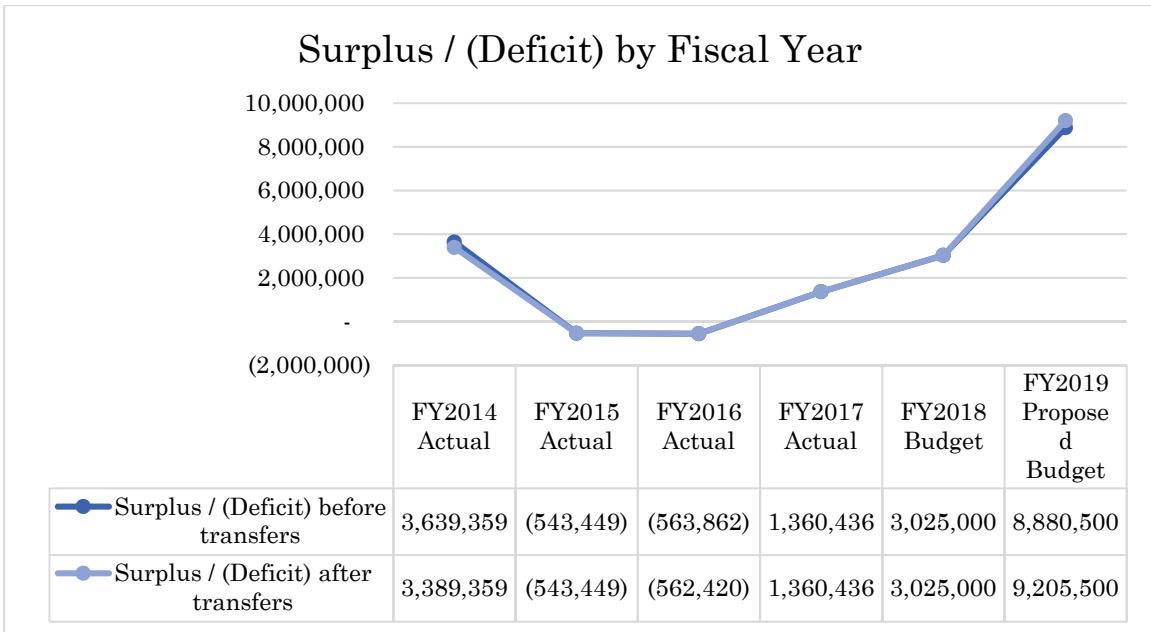 Surplus / (Deficit) by Fiscal Year
10,000,000
8,000,000
6,000,000
4,000,000
2,000,000
-
(2,000,000)
FY2014 Actual
FY2015 Actual
FY2016 Actual
FY2017 Actual
FY2018 Budget
FY2019 Propose d Budget
Surplus / (Deficit) before transfers 3,639,359 (543,449) (563,862) 1,360,436 3,025,000 8,880,500
Surplus / (Deficit) after transfers 3,389,359 (543,449) (562,420) 1,360,436 3,025,000 9,205,500